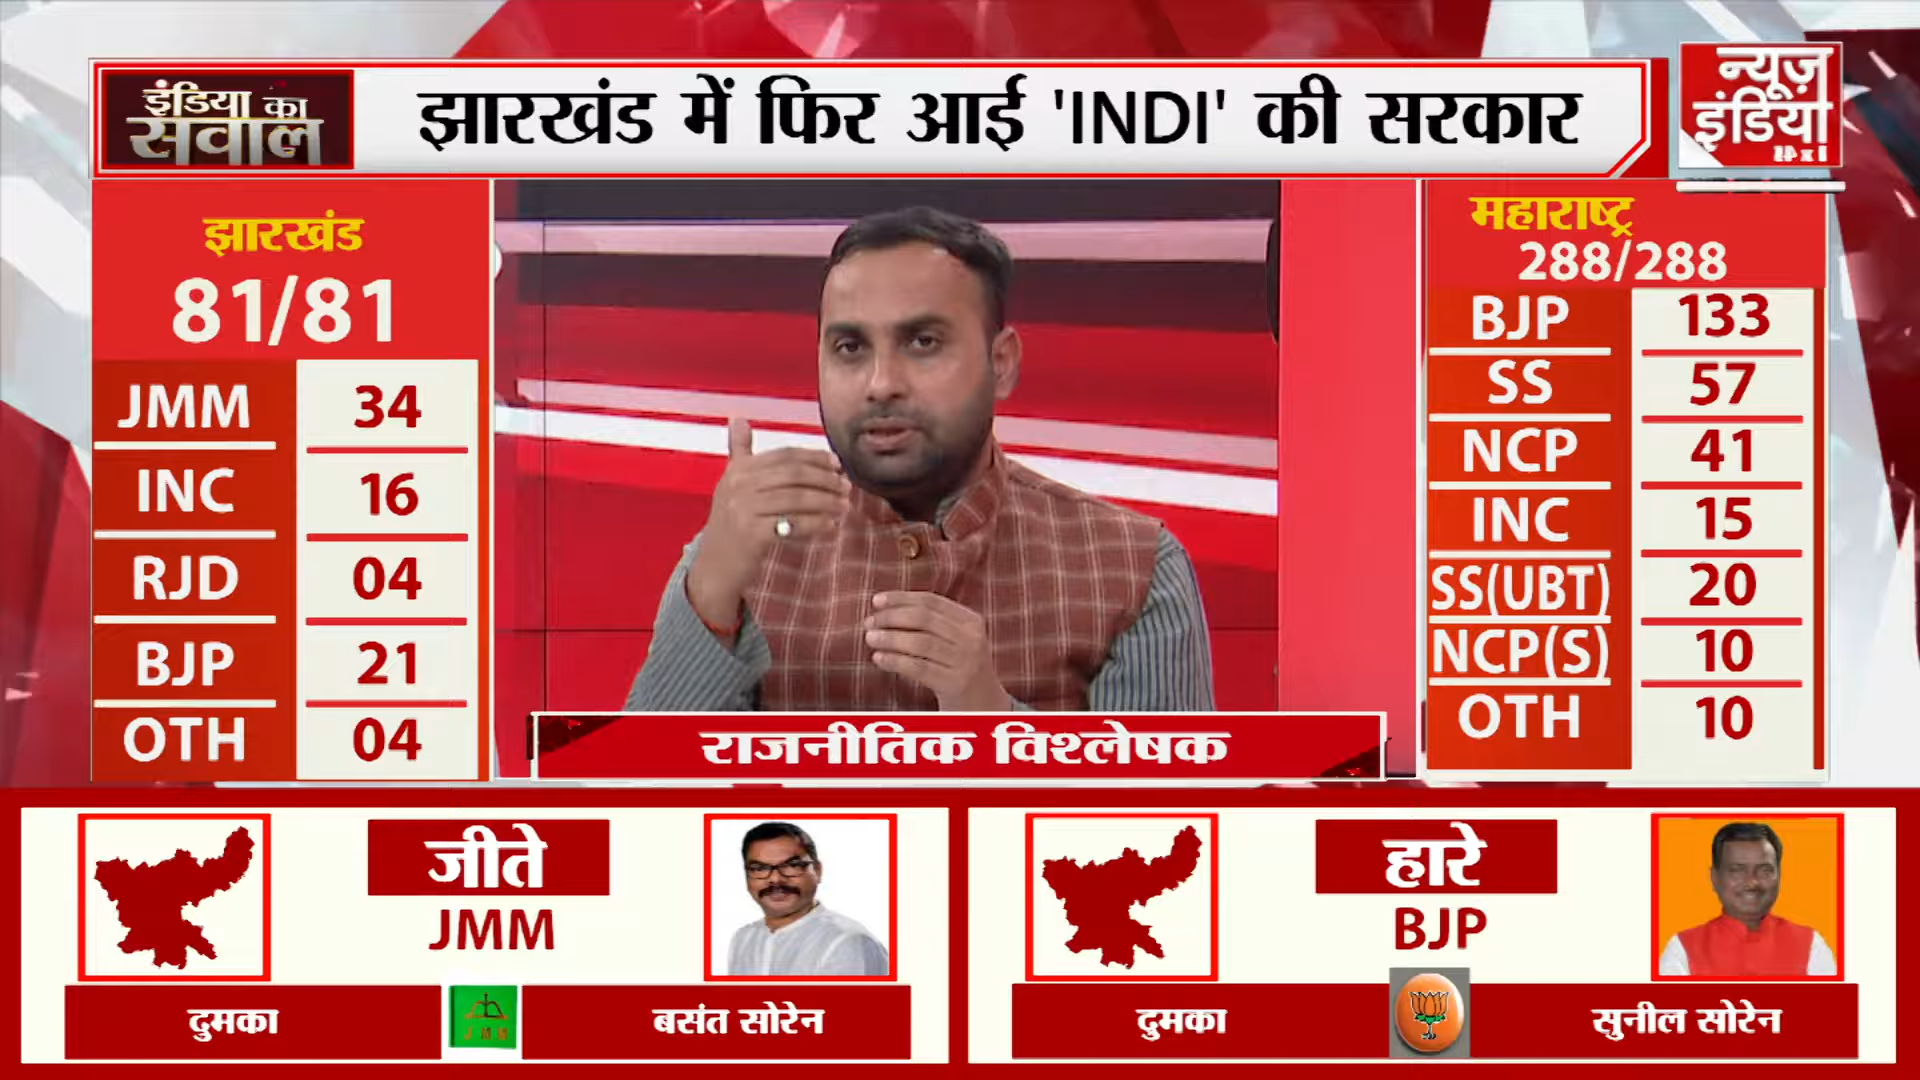 इंडिया का
सवाल
झारखंड में फिर आई 'INDI' की सरकार
न्यूज़
इंडिया
झारखंड
81/81
JMM 34
INC 16
RJD 04
BJP 21
OTH 04
महाराष्ट्र
288/288
BJP 133
SS 57
NCP 41
INC 15
SS(UBT) 20
NCP(S) 10
OTH 10
राजनीतिक विश्लेषक
जीते
JMM
दुमका
JMM
बसंत सोरेन
हारे
BJP
दुमका
सुनील सोरेन